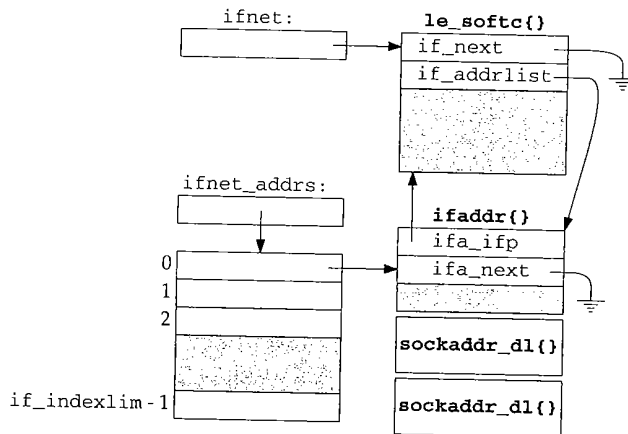 ifnet:
le_softc{}
if_next
if_addrlist
ifnet_addrs:
ifaddr{}
ifa_ifp
0
ifa_next
1
2
sockaddr_dl{}
if_indexlim - 1
sockaddr_dl{}